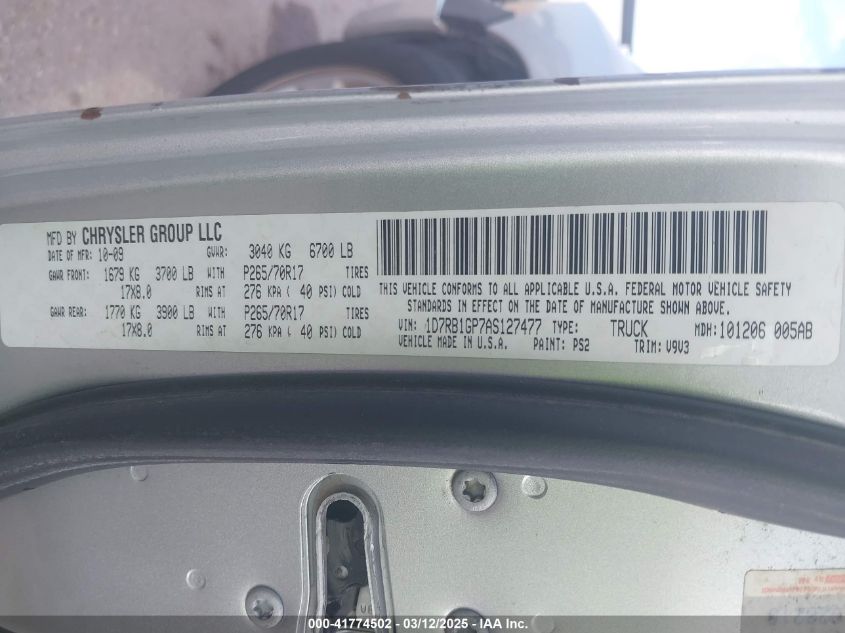 MFD BY CHRYSLER GROUP LLC
DATE OF MFR: 10-09 GVWR: 3040 KG 6700 LB
GAWR FRONT: 1679 KG 3700 LB WITH P265/70R17 TIRES
17X8.0 RIMS AT 276 KPA ( 40 PSI) COLD
GAWR REAR: 1770 KG 3900 LB WITH P265/70R17 TIRES
17X8.0 RIMS AT 276 KPA ( 40 PSI) COLD
THIS VEHICLE CONFORMS TO ALL APPLICABLE U.S.A. FEDERAL MOTOR VEHICLE SAFETY
STANDARDS IN EFFECT ON THE DATE OF MANUFACTURE SHOWN ABOVE.
VIN: 1D7RB1GP7AS127477 TYPE: TRUCK MDH: 101206 005AB
VEHICLE MADE IN U.S.A. PAINT: PS2 TRIM: V9V3
000-41774502 - 03/12/2025 - IAA Inc.